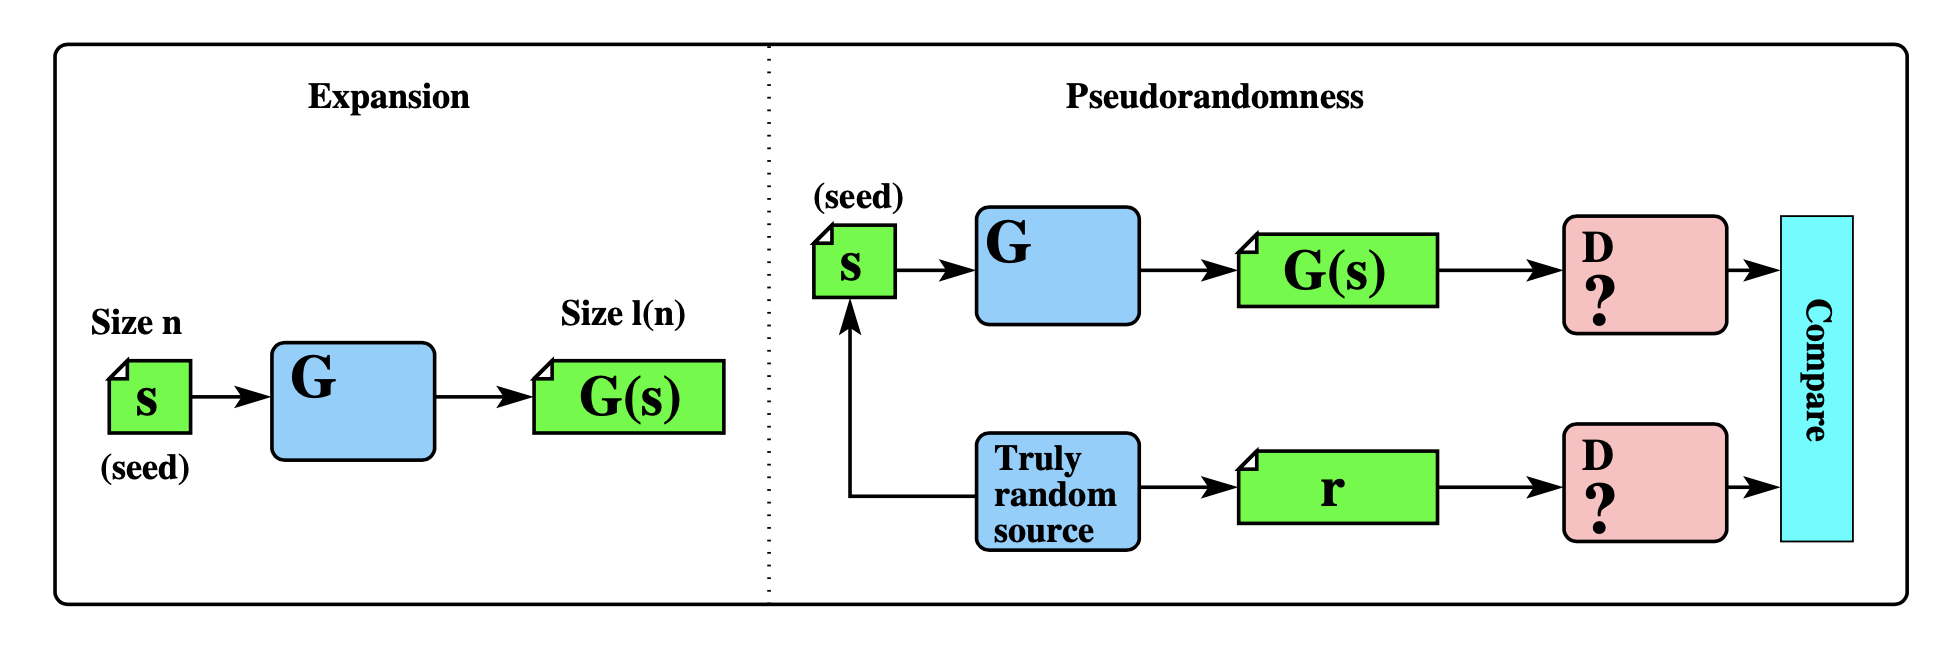 Expansion
Size n
s
(seed)
G
Size l(n)
G(s)
Pseudorandomness
(seed)
s
G
G(s)
D
?
Truly
random
source
r
D
?
Compare